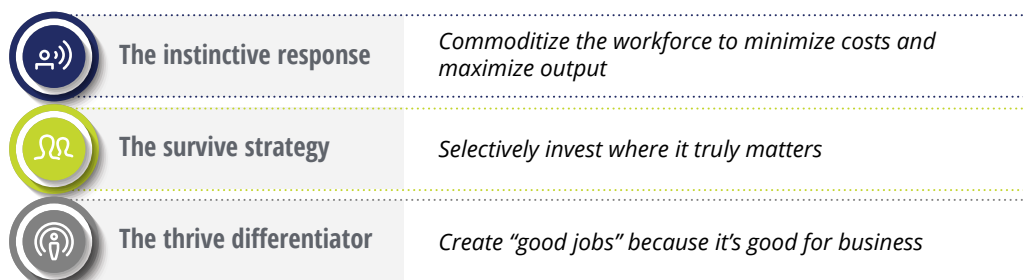 The instinctive response
Commoditize the workforce to minimize costs and
maximize output
The survive strategy
Selectively invest where it truly matters
The thrive differentiator
Create “good jobs” because it’s good for business